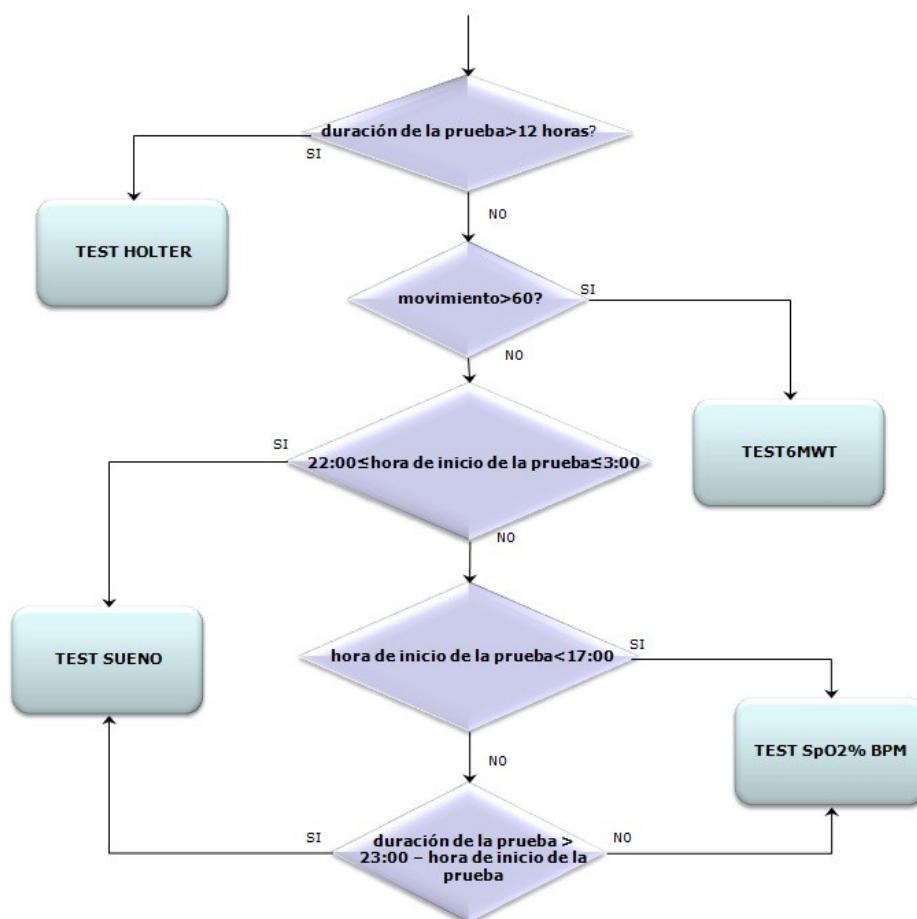 duración de la prueba>12 horas?
SI
NO
TEST HOLTER
movimiento>60?
SI
NO
TEST6MWT
SI
22:00≤hora de inicio de la prueba≤3:00
NO
hora de inicio de la prueba<17:00
SI
TEST SUENO
NO
TEST SpO2% BPM
SI
duración de la prueba >
23:00 – hora de inicio de la
prueba
NO